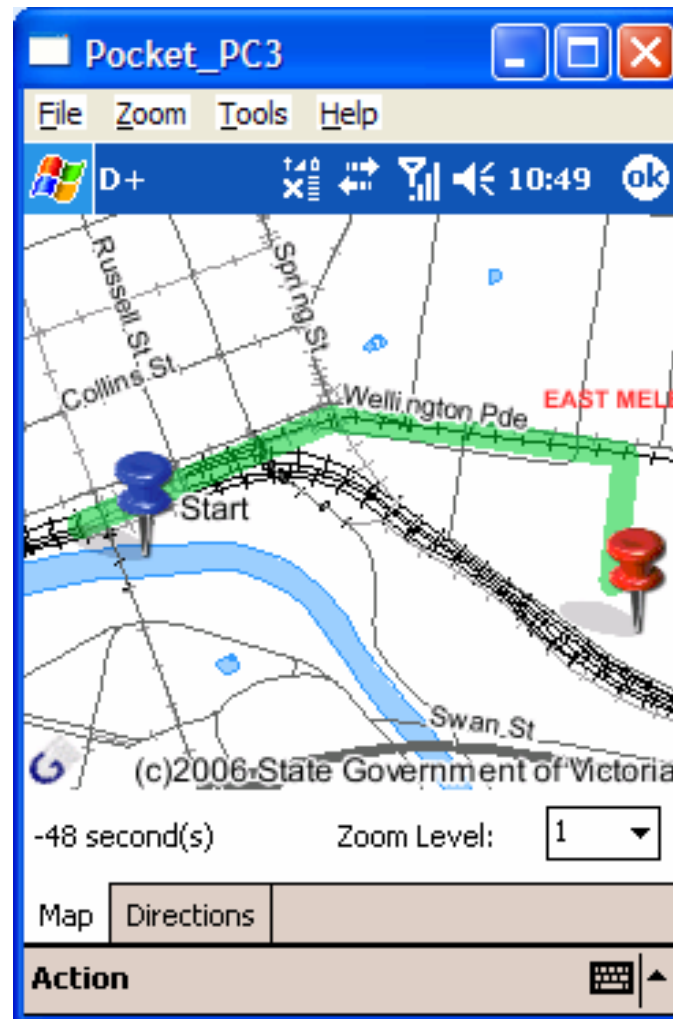 Pocket_PC3
File Zoom Tools Help
D+ 10:49 ok
Russell St
Spring St
Collins St
Wellington Pde
EAST MEL
Start
Swan St
(c)2006 State Government of Victoria
-48 second(s) Zoom Level: 1
Map Directions
Action